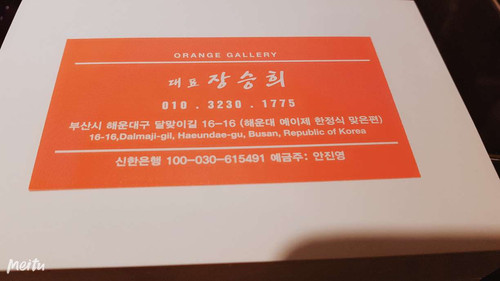 ORANGE GALLERY
대표 장승희
010 . 3230 . 1775
부산시 해운대구 달맞이길 16-16 (해운대 예이제 한정식 맞은편)
16-16,Dalmaji-gil, Haeundae-gu, Busan, Republic of Korea
신한은행 100-030-615491 예금주: 안진영
meitu